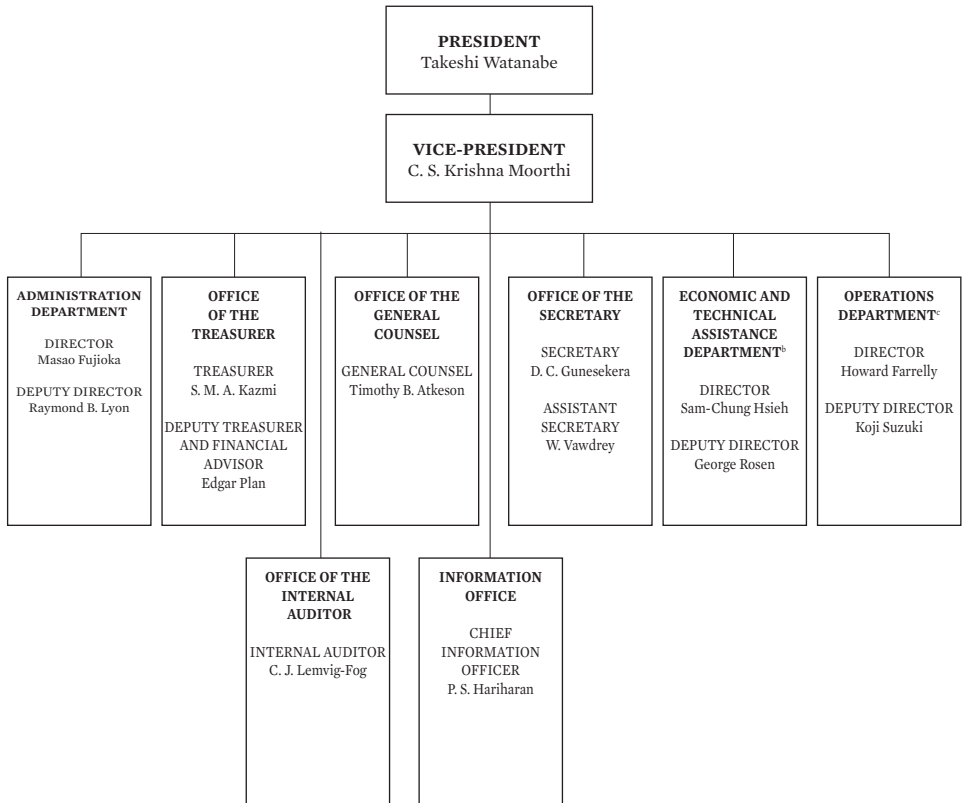 PRESIDENT
Takeshi Watanabe
VICE-PRESIDENT
C. S. Krishna Moorthi
ADMINISTRATION
DEPARTMENT
DIRECTOR
Masao Fujioka
DEPUTY DIRECTOR
Raymond B. Lyon
OFFICE
OF THE
TREASURER
TREASURER
S. M. A. Kazmi
DEPUTY TREASURER
AND FINANCIAL
ADVISOR
Edgar Plan
OFFICE OF THE
GENERAL
COUNSEL
GENERAL COUNSEL
Timothy B. Atkeson
OFFICE OF THE
SECRETARY
SECRETARY
D. C. Gunesekera
ASSISTANT
SECRETARY
W. Vawdrey
ECONOMIC AND
TECHNICAL
ASSISTANCE
DEPARTMENTᵇ
DIRECTOR
Sam-Chung Hsieh
DEPUTY DIRECTOR
George Rosen
OPERATIONS
DEPARTMENTᶜ
DIRECTOR
Howard Farrelly
DEPUTY DIRECTOR
Koji Suzuki
OFFICE OF THE
INTERNAL
AUDITOR
INTERNAL AUDITOR
C. J. Lemvig-Fog
INFORMATION
OFFICE
CHIEF
INFORMATION
OFFICER
P. S. Hariharan